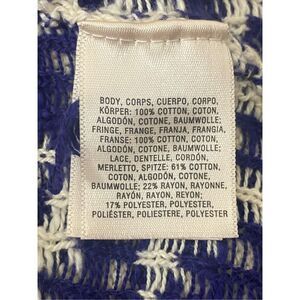 BODY, CORPS, CUERPO, CORPO,
KÖRPER: 100% COTTON, COTON,
ALGODÓN, COTONE, BAUMWOLLE;
FRINGE, FRANGE, FRANJA, FRANGIA,
FRANSE: 100% COTTON, COTON,
ALGODÓN, COTONE, BAUMWOLLE;
LACE, DENTELLE, CORDÓN,
MERLETTO, SPITZE: 61% COTTON,
COTON, ALGODÓN, COTONE,
BAUMWOLLE; 22% RAYON, RAYONNE,
RAYÓN, RAYON, REYON;
17% POLYESTER, POLYESTER,
POLIÉSTER, POLIESTERE, POLYESTER